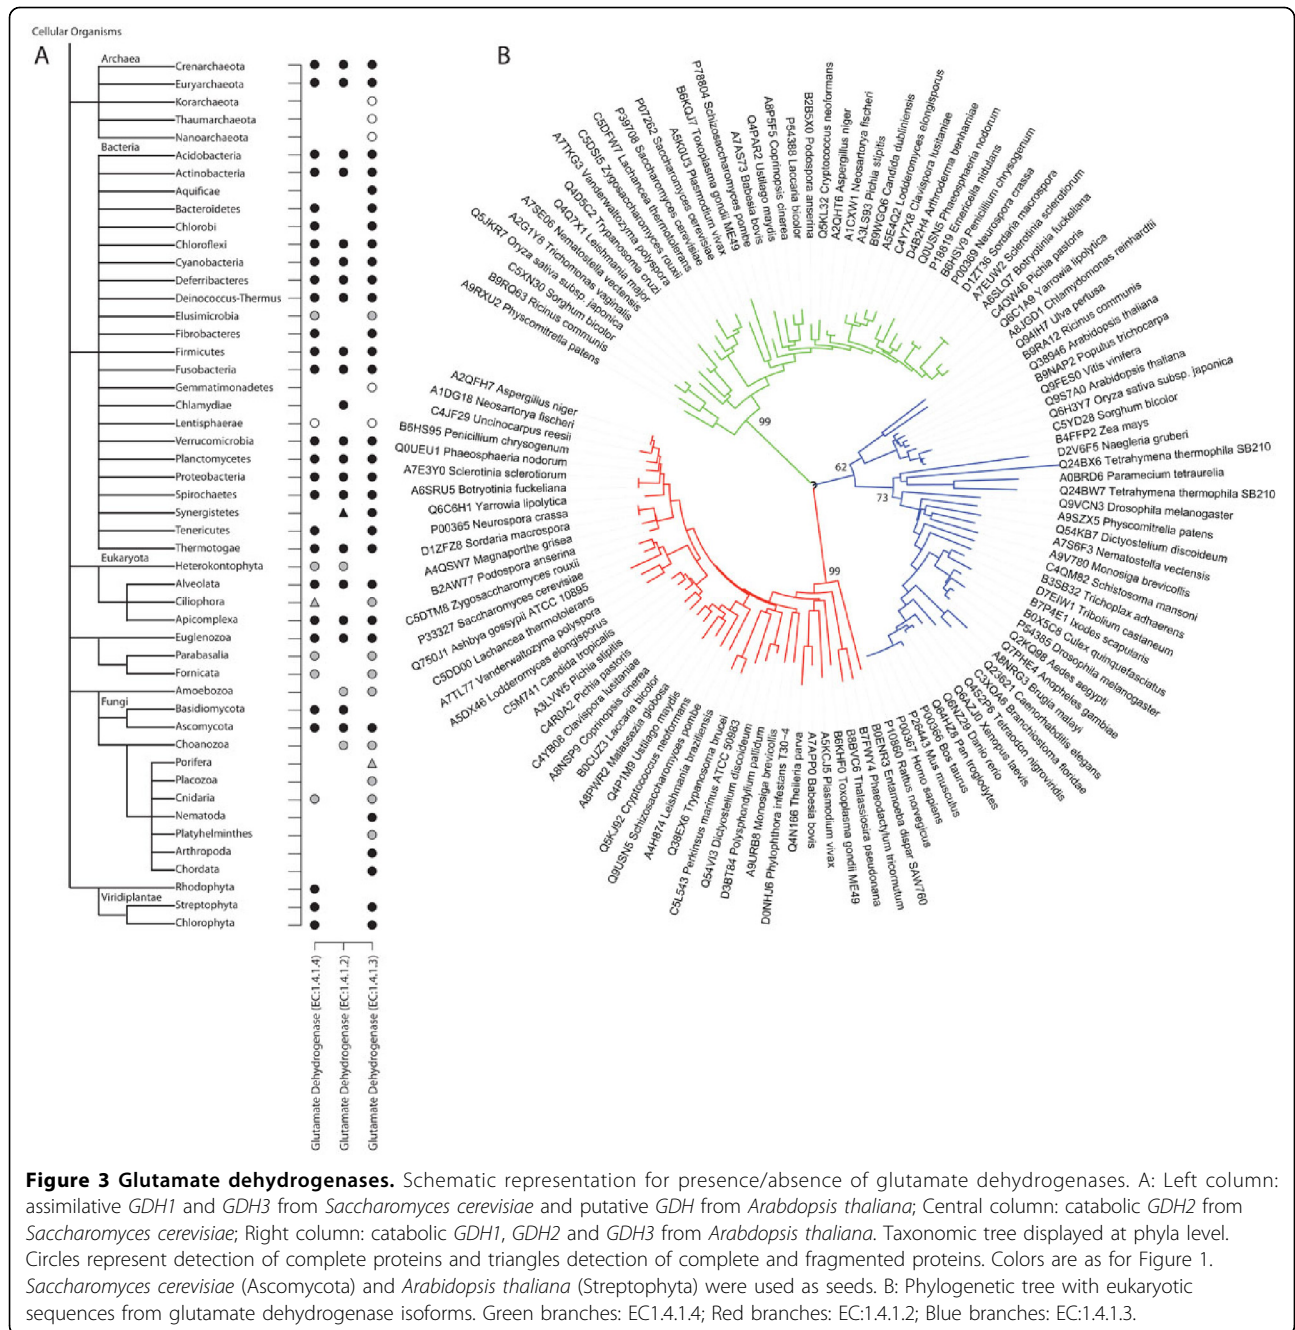 Cellular Organisms
A
Archaea
Crenarchaeota
Euryarchaeota
Korarchaeota
Thaumarchaeota
Nanoarchaeota
Bacteria
Acidobacteria
Actinobacteria
Aquificae
Bacteroidetes
Chlorobi
Chloroflexi
Cyanobacteria
Deferribacteres
Deinococcus-Thermus
Elusimicrobia
Fibrobacteres
Firmicutes
Fusobacteria
Gemmatimonadetes
Chlamydiae
Lentisphaerae
Verrucomicrobia
Planctomycetes
Proteobacteria
Spirochaetes
Synergistetes
Tenericutes
Thermotogae
Eukaryota
Heterokontophyta
Alveolata
Ciliophora
Apicomplexa
Euglenozoa
Parabasalia
Fornicata
Amoebozoa
Fungi
Basidiomycota
Ascomycota
Choanozoa
Porifera
Placozoa
Cnidaria
Nematoda
Platyhelminthes
Arthropoda
Chordata
Rhodophyta
Viridiplantae
Streptophyta
Chlorophyta
Glutamate Dehydrogenase (EC:1.4.1.4)
Glutamate Dehydrogenase (EC:1.4.1.2)
Glutamate Dehydrogenase (EC:1.4.1.3)
B
A9RXU2 Physcomitrella patens
B9RQ63 Ricinus communis
C5XN30 Sorghum bicolor
Q5JKR7 Oryza sativa subsp. japonica
A2G1Y8 Trichomonas vaginalis
A7SE06 Nematostella vectensis
Q4Q7X1 Leishmania major
Q4D5C2 Trypanosoma cruzi
A7TKG3 Vanderwaltozyma polyspora
C5DSI5 Zygosaccharomyces rouxii
C5DFW7 Lachancea thermotolerans
P39708 Saccharomyces cerevisiae
P07262 Saccharomyces cerevisiae
A5K0U3 Plasmodium vivax
B6KQJ7 Toxoplasma gondii ME49
P78804 Schizosaccharomyces pombe
A7AS73 Babesia bovis
Q4PAR2 Ustilago maydis
A8P5F5 Coprinopsis cinerea
P54388 Laccaria bicolor
B2B5X0 Podospora anserina
Q5KL32 Cryptococcus neoformans
A2QHT6 Aspergillus niger
A1CXW1 Neosartorya fischeri
A3LS93 Pichia stipitis
B9WGQ6 Candida dubliniensis
A5E4Q2 Lodderomyces elongisporus
C4Y7X8 Clavispora lusitaniae
D4B2H4 Arthroderma benhamiae
Q0USN5 Phaeosphaeria nodorum
P18819 Emericella nidulans
B6HSV9 Penicillium chrysogenum
P00369 Neurospora crassa
D1Z136 Sordaria macrospora
A7EUW2 Sclerotinia sclerotiorum
A6SLQ7 Botryotinia fuckeliana
C4QW46 Pichia pastoris
Q6C1A9 Yarrowia lipolytica
A8JGD1 Chlamydomonas reinhardtii
Q94IH7 Ulva pertusa
B9RA12 Ricinus communis
Q38946 Arabidopsis thaliana
B9NAP2 Populus trichocarpa
Q9FES0 Vitis vinifera
Q9S7A0 Arabidopsis thaliana
Q6H3Y7 Oryza sativa subsp. japonica
C5YD28 Sorghum bicolor
B4FFP2 Zea mays
D2V6F5 Naegleria gruberi
Q24BX6 Tetrahymena thermophila SB210
A0BRD6 Paramecium tetraurelia
Q24BW7 Tetrahymena thermophila SB210
Q9VCN3 Drosophila melanogaster
A9SZX5 Physcomitrella patens
Q54KB7 Dictyostelium discoideum
A7S6F3 Nematostella vectensis
A9V780 Monosiga brevicollis
C4QM82 Schistosoma mansoni
B3SB32 Trichoplax adhaerens
D7EIW1 Tribolium castaneum
B7P4E1 Ixodes scapularis
B0X5C8 Culex quinquefasciatus
P54385 Drosophila melanogaster
Q2KQ98 Aedes aegypti
Q7PHE4 Anopheles gambiae
A8NRG3 Brugia malayi
Q23621 Caenorhabditis elegans
C3XQA6 Branchiostoma floridae
Q4S2P6 Tetraodon nigroviridis
Q6AZJ0 Xenopus laevis
Q6NZ29 Danio rerio
Q64HZ8 Pan troglodytes
P00366 Bos taurus
P26443 Mus musculus
P00367 Homo sapiens
P10860 Rattus norvegicus
B0ENR3 Entamoeba dispar SAW760
B7FWY4 Phaeodactylum tricornutum
B8BVC6 Thalassiosira pseudonana
B6KHF0 Toxoplasma gondii ME49
A5KCJ5 Plasmodium vivax
A7APP0 Babesia bovis
Q4N166 Theileria parva
D0NHJ6 Phytophthora infestans T30-4
A9URB8 Monosiga brevicollis
D3BT84 Polysphondylium pallidum
Q54VI3 Dictyostelium discoideum
C5L543 Perkinsus marinus ATCC 50983
Q38EX6 Trypanosoma brucei
A4H874 Leishmania braziliensis
Q9USN5 Schizosaccharomyces pombe
Q5KJ92 Cryptococcus neoformans
Q4P1M9 Ustilago maydis
A8PWR2 Malassezia globosa
B0CUZ3 Laccaria bicolor
A8NSP9 Coprinopsis cinerea
C4YB08 Clavispora lusitaniae
C4R0A2 Pichia pastoris
A3LVW5 Pichia stipitis
C5M741 Candida tropicalis
A5DX46 Lodderomyces elongisporus
A7TL77 Vanderwaltozyma polyspora
C5DD00 Lachancea thermotolerans
Q750J1 Ashbya gossypii ATCC 10895
P33327 Saccharomyces cerevisiae
C5DTM8 Zygosaccharomyces rouxii
B2AW77 Podospora anserina
A4QSW7 Magnaporthe grisea
D1ZFZ8 Sordaria macrospora
P00365 Neurospora crassa
Q6C6H1 Yarrowia lipolytica
A6SRU5 Botryotinia fuckeliana
A7E3Y0 Sclerotinia sclerotiorum
Q0UEU1 Phaeosphaeria nodorum
B6HS95 Penicillium chrysogenum
C4JF29 Uncinocarpus reesii
A1DG18 Neosartorya fischeri
A2QFH7 Aspergillus niger
99
62
73
99
?
Figure 3 Glutamate dehydrogenases. Schematic representation for presence/absence of glutamate dehydrogenases. A: Left column:
assimilative GDH1 and GDH3 from Saccharomyces cerevisiae and putative GDH from Arabdopsis thaliana; Central column: catabolic GDH2 from
Saccharomyces cerevisiae; Right column: catabolic GDH1, GDH2 and GDH3 from Arabdopsis thaliana. Taxonomic tree displayed at phyla level.
Circles represent detection of complete proteins and triangles detection of complete and fragmented proteins. Colors are as for Figure 1.
Saccharomyces cerevisiae (Ascomycota) and Arabidopsis thaliana (Streptophyta) were used as seeds. B: Phylogenetic tree with eukaryotic
sequences from glutamate dehydrogenase isoforms. Green branches: EC1.4.1.4; Red branches: EC:1.4.1.2; Blue branches: EC:1.4.1.3.